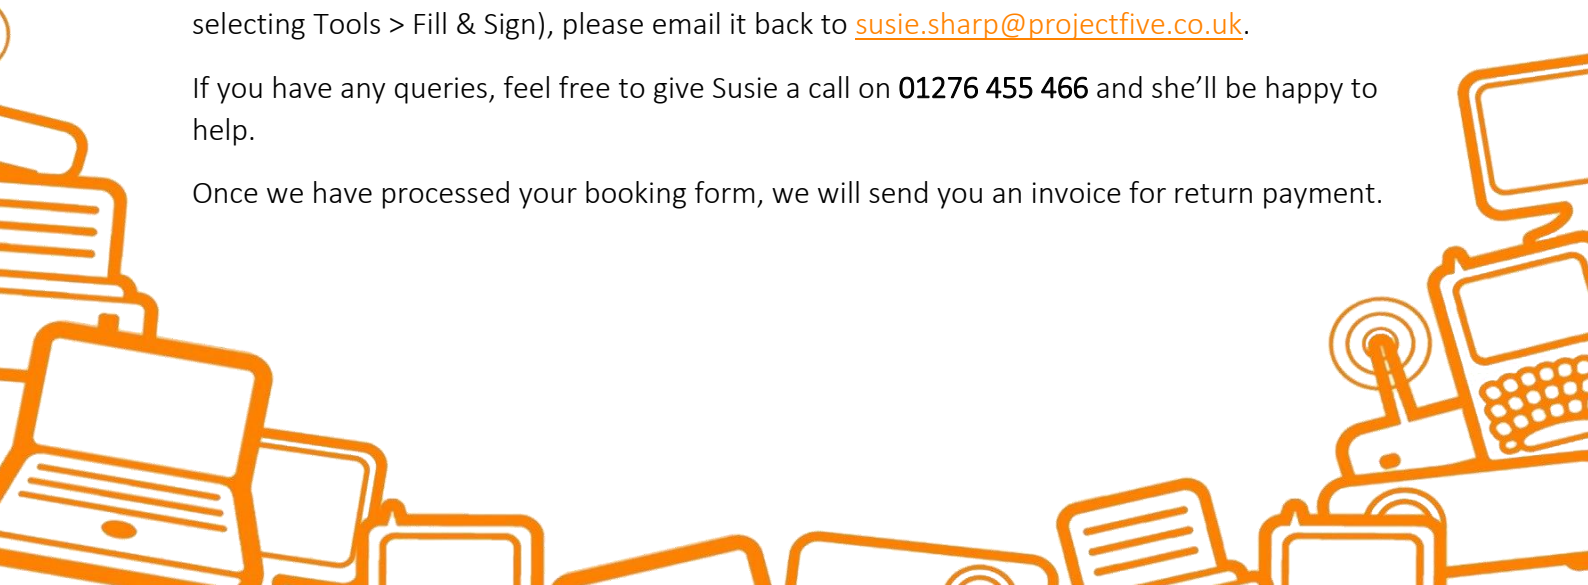 selecting Tools > Fill & Sign), please email it back to susie.sharp@projectfive.co.uk.
If you have any queries, feel free to give Susie a call on 01276 455 466 and she’ll be happy to
help.
Once we have processed your booking form, we will send you an invoice for return payment.